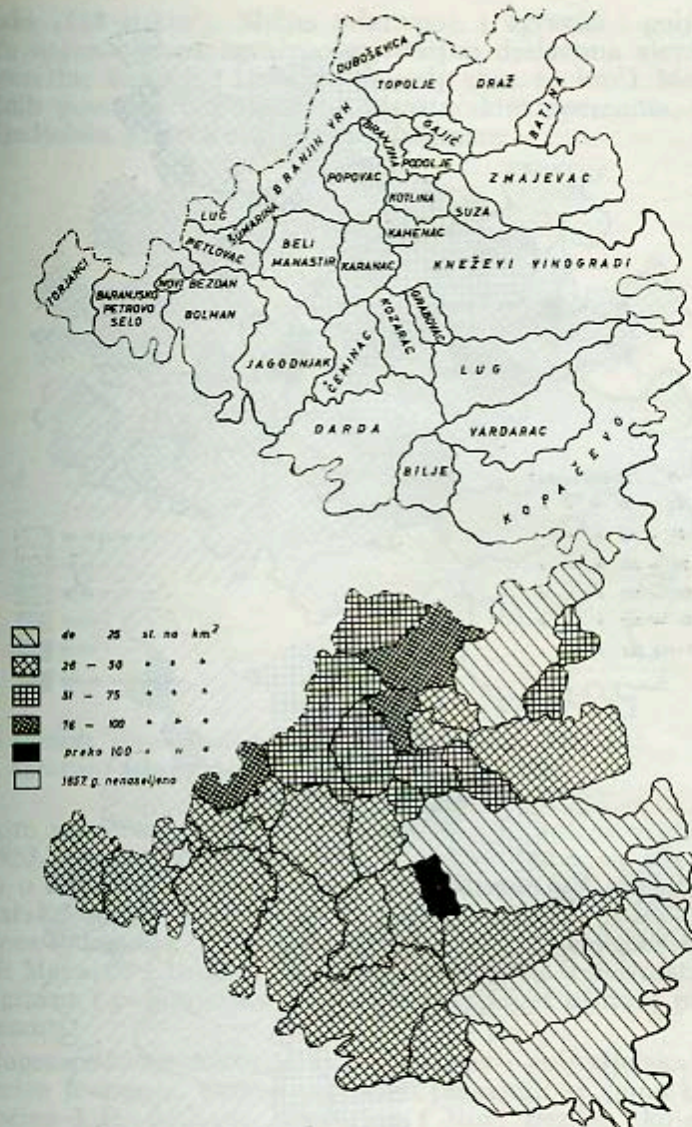 DUBOŠEVICA
TOPOLJE
DRAŽ
BATINA
GAJIĆ
BRANJINA
PODOLJE
BRANJIN VRH
POPOVAC
ZMAJEVAC
KOTLINA
SUZA
LUG
ŠUMARINA
KAMENAC
PETLOVAC
BELI
MANASTIR
KARANAC
KNEŽEVI VINOGRADI
TORJANCI
NOVI BEZDAN
BARANJSKO
PETROVO
SELO
BOLMAN
GRABOVAC
KOZARAC
JAGODNJAK
ČEMINAC
LUG
DARDA
VARDARAC
BILJE
KOPAČEVO
do 25 st. na km²
26 – 50 " " "
51 – 75 " " "
76 – 100 " " "
preko 100 " " "
1857. g. nenaseljeno